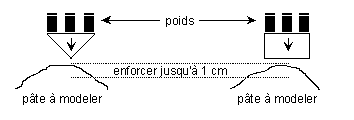 poids
enforcer jusqu'à 1 cm
pâte à modeler
pâte à modeler